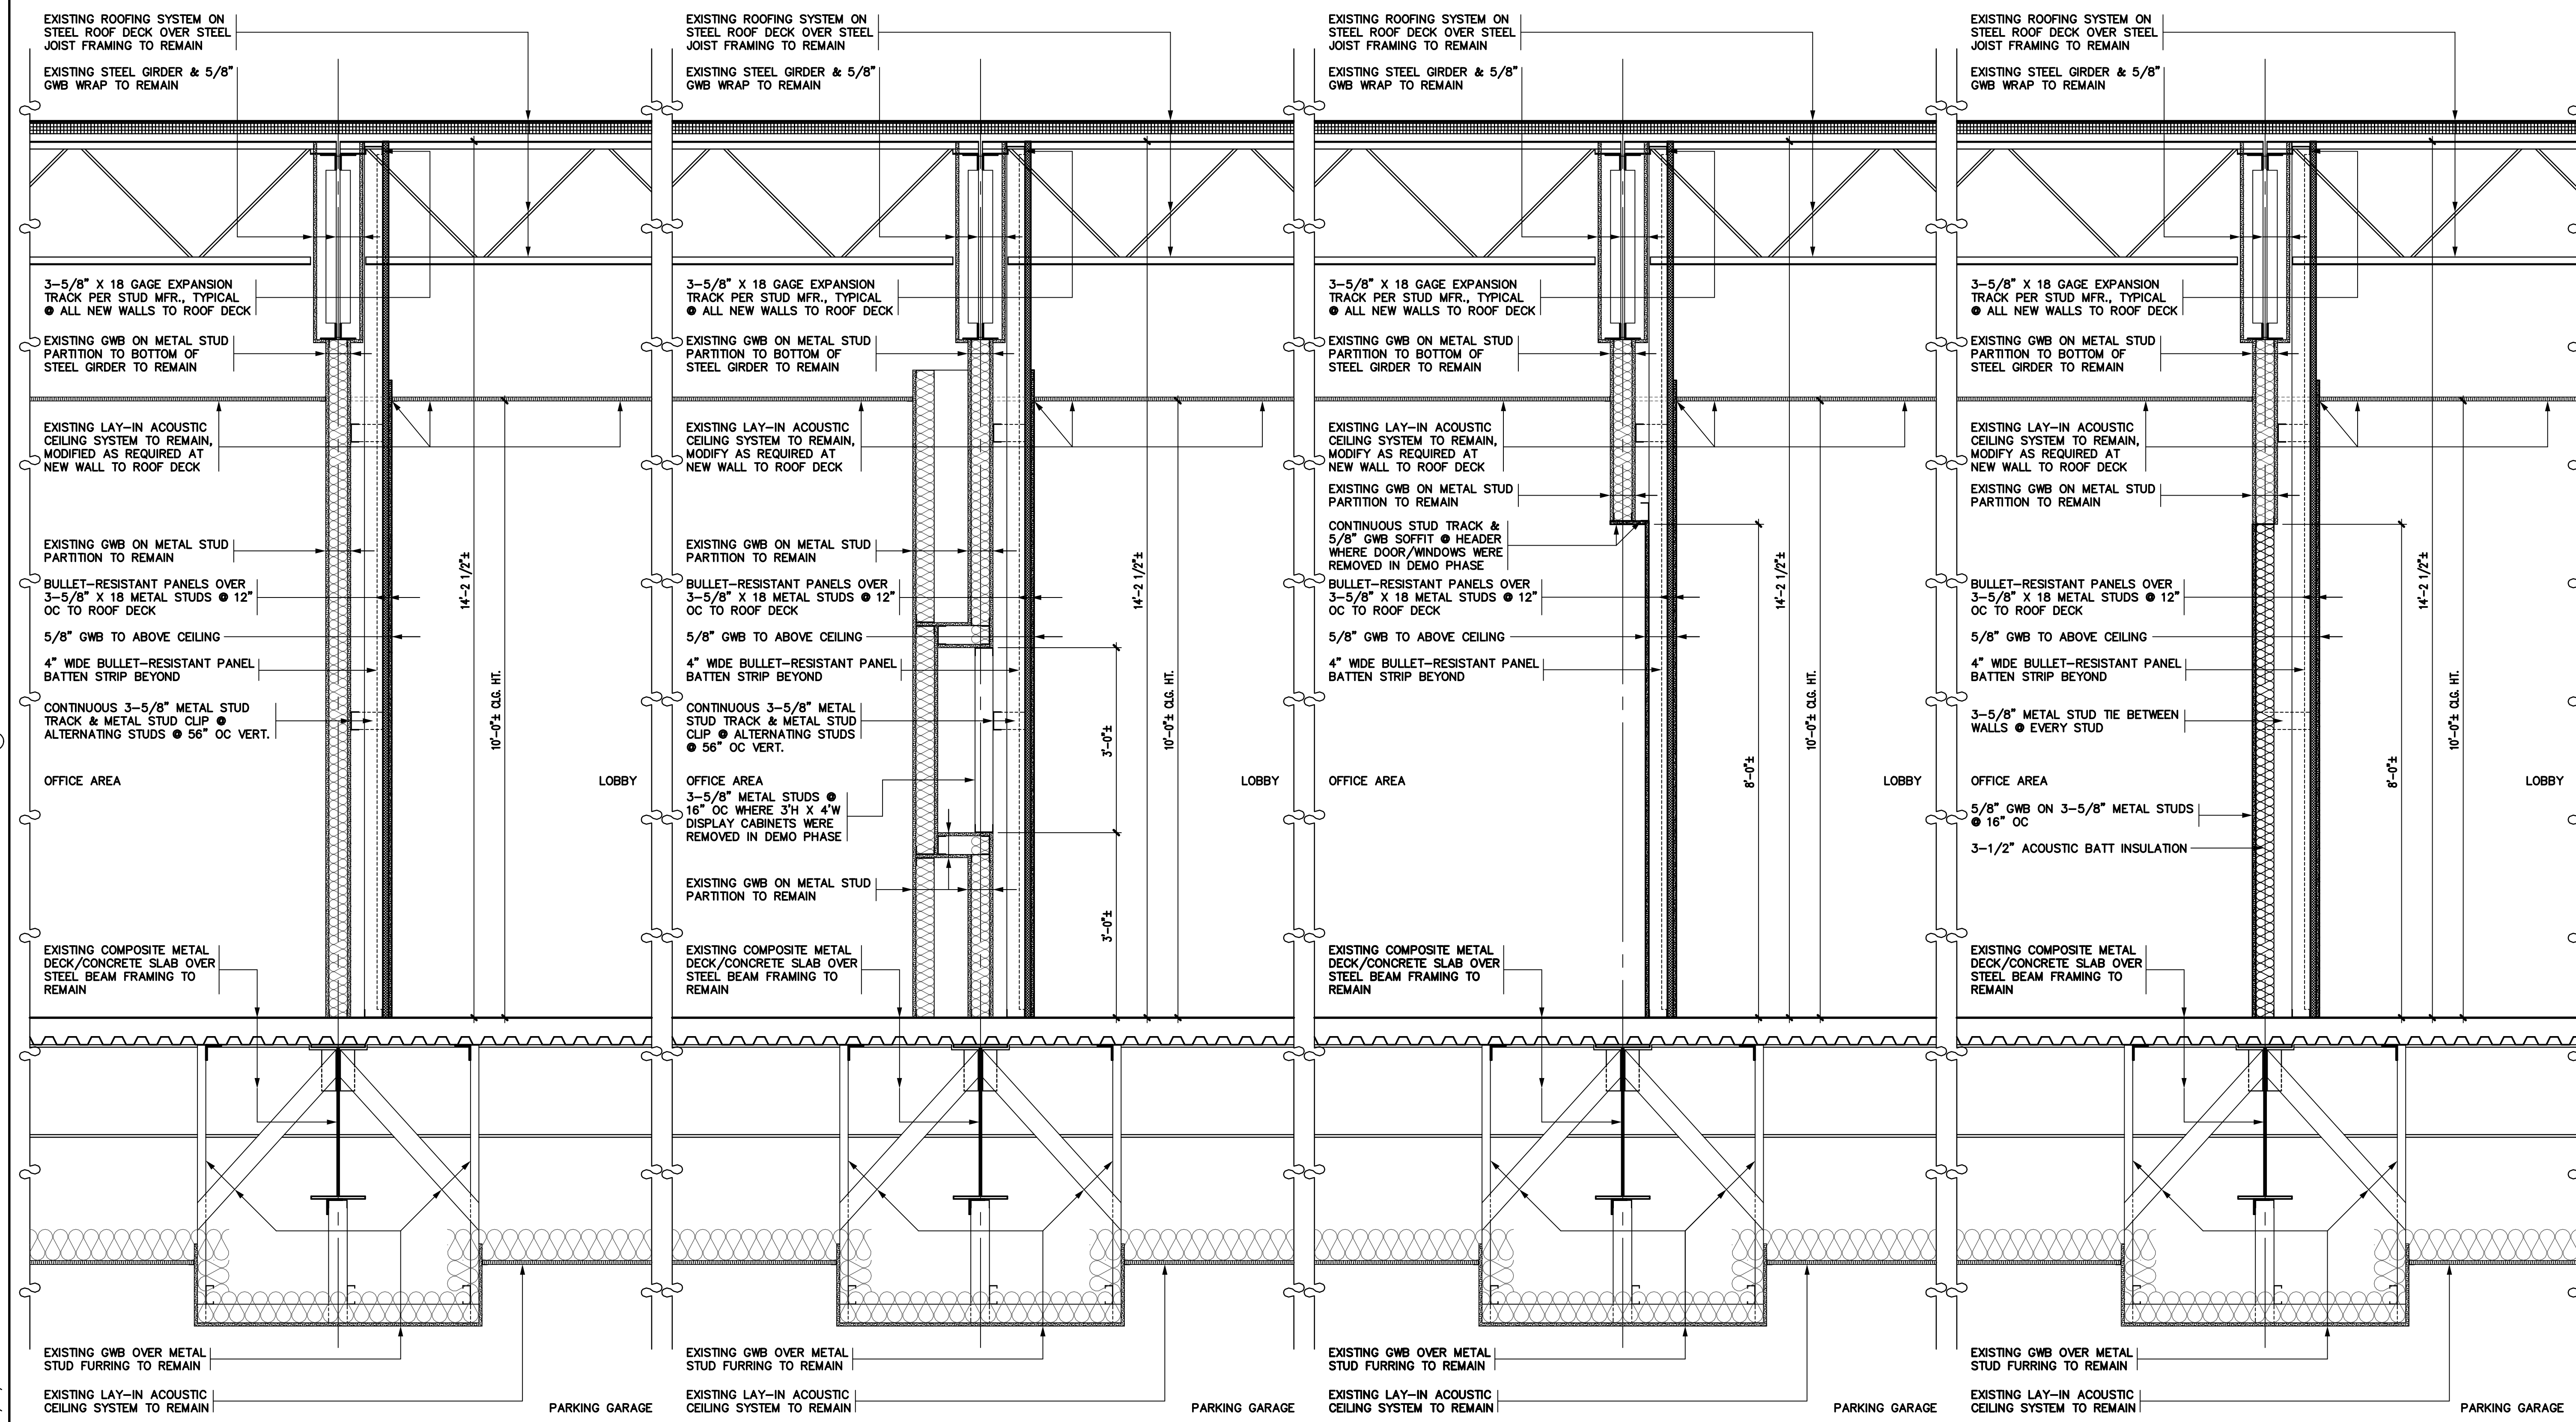 EXISTING ROOFING SYSTEM ON
STEEL ROOF DECK OVER STEEL
JOIST FRAMING TO REMAIN
EXISTING STEEL GIRDER & 5/8"
GWB WRAP TO REMAIN
3-5/8" X 18 GAGE EXPANSION
TRACK PER STUD MFR., TYPICAL
@ ALL NEW WALLS TO ROOF DECK
EXISTING GWB ON METAL STUD
PARTITION TO BOTTOM OF
STEEL GIRDER TO REMAIN
EXISTING LAY-IN ACOUSTIC
CEILING SYSTEM TO REMAIN,
MODIFIED AS REQUIRED AT
NEW WALL TO ROOF DECK
EXISTING GWB ON METAL STUD
PARTITION TO REMAIN
BULLET-RESISTANT PANELS OVER
3-5/8" X 18 METAL STUDS @ 12"
OC TO ROOF DECK
5/8" GWB TO ABOVE CEILING
4" WIDE BULLET-RESISTANT PANEL
BATTEN STRIP BEYOND
CONTINUOUS 3-5/8" METAL STUD
TRACK & METAL STUD CLIP @
ALTERNATING STUDS @ 56" OC VERT.
14'-2 1/2"±
10'-0"± CLG. HT.
OFFICE AREA
LOBBY
EXISTING COMPOSITE METAL
DECK/CONCRETE SLAB OVER
STEEL BEAM FRAMING TO
REMAIN
EXISTING GWB OVER METAL
STUD FURRING TO REMAIN
EXISTING LAY-IN ACOUSTIC
CEILING SYSTEM TO REMAIN
PARKING GARAGE
EXISTING ROOFING SYSTEM ON
STEEL ROOF DECK OVER STEEL
JOIST FRAMING TO REMAIN
EXISTING STEEL GIRDER & 5/8"
GWB WRAP TO REMAIN
3-5/8" X 18 GAGE EXPANSION
TRACK PER STUD MFR., TYPICAL
@ ALL NEW WALLS TO ROOF DECK
EXISTING GWB ON METAL STUD
PARTITION TO BOTTOM OF
STEEL GIRDER TO REMAIN
EXISTING LAY-IN ACOUSTIC
CEILING SYSTEM TO REMAIN,
MODIFY AS REQUIRED AT
NEW WALL TO ROOF DECK
EXISTING GWB ON METAL STUD
PARTITION TO REMAIN
BULLET-RESISTANT PANELS OVER
3-5/8" X 18 METAL STUDS @ 12"
OC TO ROOF DECK
5/8" GWB TO ABOVE CEILING
4" WIDE BULLET-RESISTANT PANEL
BATTEN STRIP BEYOND
CONTINUOUS 3-5/8" METAL
STUD TRACK & METAL STUD
CLIP @ ALTERNATING STUDS
@ 56" OC VERT.
14'-2 1/2"±
10'-0"± CLG. HT.
3'-0"±
OFFICE AREA
LOBBY
3-5/8" METAL STUDS @
16" OC WHERE 3'H X 4'W
DISPLAY CABINETS WERE
REMOVED IN DEMO PHASE
EXISTING GWB ON METAL STUD
PARTITION TO REMAIN
3'-0"±
EXISTING COMPOSITE METAL
DECK/CONCRETE SLAB OVER
STEEL BEAM FRAMING TO
REMAIN
EXISTING GWB OVER METAL
STUD FURRING TO REMAIN
EXISTING LAY-IN ACOUSTIC
CEILING SYSTEM TO REMAIN
PARKING GARAGE
EXISTING ROOFING SYSTEM ON
STEEL ROOF DECK OVER STEEL
JOIST FRAMING TO REMAIN
EXISTING STEEL GIRDER & 5/8"
GWB WRAP TO REMAIN
3-5/8" X 18 GAGE EXPANSION
TRACK PER STUD MFR., TYPICAL
@ ALL NEW WALLS TO ROOF DECK
EXISTING GWB ON METAL STUD
PARTITION TO BOTTOM OF
STEEL GIRDER TO REMAIN
EXISTING LAY-IN ACOUSTIC
CEILING SYSTEM TO REMAIN,
MODIFY AS REQUIRED AT
NEW WALL TO ROOF DECK
EXISTING GWB ON METAL STUD
PARTITION TO REMAIN
CONTINUOUS STUD TRACK &
5/8" GWB SOFFIT @ HEADER
WHERE DOOR/WINDOWS WERE
REMOVED IN DEMO PHASE
BULLET-RESISTANT PANELS OVER
3-5/8" X 18 METAL STUDS @ 12"
OC TO ROOF DECK
5/8" GWB TO ABOVE CEILING
4" WIDE BULLET-RESISTANT PANEL
BATTEN STRIP BEYOND
14'-2 1/2"±
10'-0"± CLG. HT.
8'-0"±
OFFICE AREA
LOBBY
EXISTING COMPOSITE METAL
DECK/CONCRETE SLAB OVER
STEEL BEAM FRAMING TO
REMAIN
EXISTING GWB OVER METAL
STUD FURRING TO REMAIN
EXISTING LAY-IN ACOUSTIC
CEILING SYSTEM TO REMAIN
PARKING GARAGE
EXISTING ROOFING SYSTEM ON
STEEL ROOF DECK OVER STEEL
JOIST FRAMING TO REMAIN
EXISTING STEEL GIRDER & 5/8"
GWB WRAP TO REMAIN
3-5/8" X 18 GAGE EXPANSION
TRACK PER STUD MFR., TYPICAL
@ ALL NEW WALLS TO ROOF DECK
EXISTING GWB ON METAL STUD
PARTITION TO BOTTOM OF
STEEL GIRDER TO REMAIN
EXISTING LAY-IN ACOUSTIC
CEILING SYSTEM TO REMAIN,
MODIFY AS REQUIRED AT
NEW WALL TO ROOF DECK
EXISTING GWB ON METAL STUD
PARTITION TO REMAIN
BULLET-RESISTANT PANELS OVER
3-5/8" X 18 METAL STUDS @ 12"
OC TO ROOF DECK
5/8" GWB TO ABOVE CEILING
4" WIDE BULLET-RESISTANT PANEL
BATTEN STRIP BEYOND
3-5/8" METAL STUD TIE BETWEEN
WALLS @ EVERY STUD
14'-2 1/2"±
10'-0"± CLG. HT.
8'-0"±
OFFICE AREA
LOBBY
5/8" GWB ON 3-5/8" METAL STUDS
@ 16" OC
3-1/2" ACOUSTIC BATT INSULATION
EXISTING COMPOSITE METAL
DECK/CONCRETE SLAB OVER
STEEL BEAM FRAMING TO
REMAIN
EXISTING GWB OVER METAL
STUD FURRING TO REMAIN
EXISTING LAY-IN ACOUSTIC
CEILING SYSTEM TO REMAIN
PARKING GARAGE